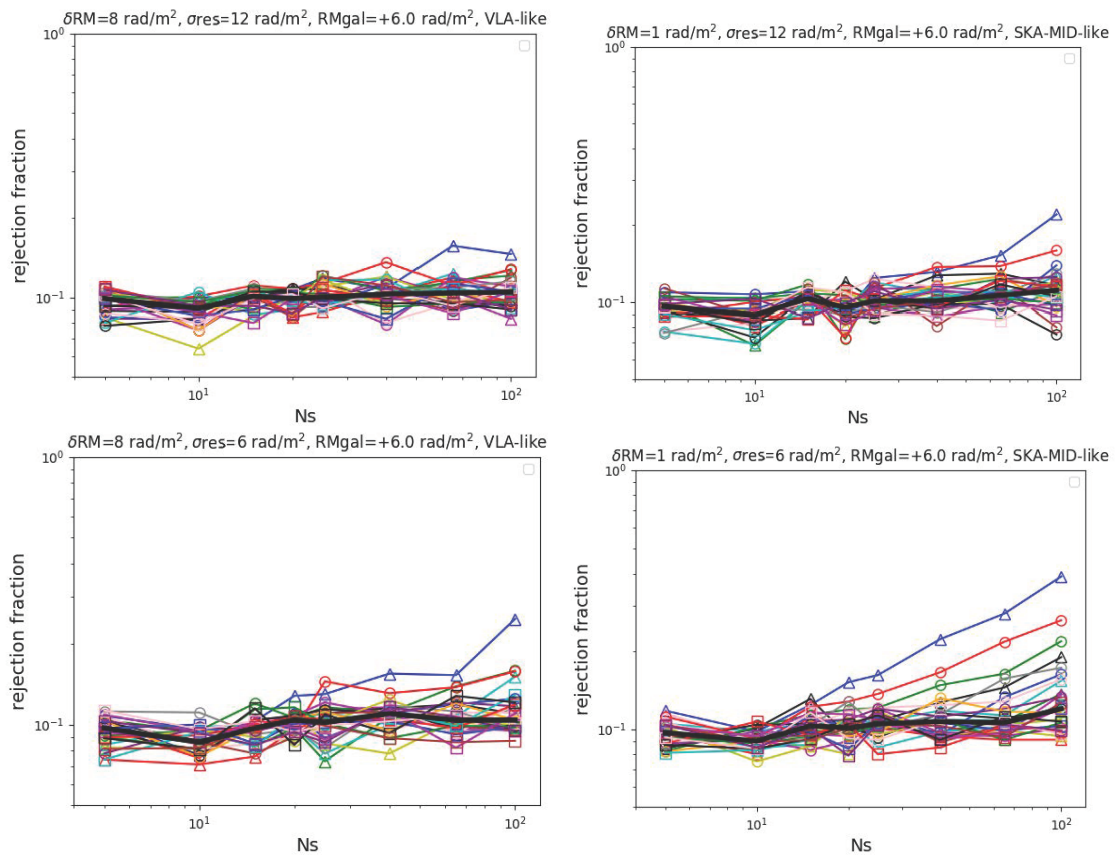 δRM=8 rad/m², σres=12 rad/m², RMgal=+6.0 rad/m², VLA-like
10⁰
10⁻¹
rejection fraction
10¹
10²
Ns
δRM=1 rad/m², σres=12 rad/m², RMgal=+6.0 rad/m², SKA-MID-like
10⁰
10⁻¹
rejection fraction
10¹
10²
Ns
δRM=8 rad/m², σres=6 rad/m², RMgal=+6.0 rad/m², VLA-like
10⁰
10⁻¹
rejection fraction
10¹
10²
Ns
δRM=1 rad/m², σres=6 rad/m², RMgal=+6.0 rad/m², SKA-MID-like
10⁰
10⁻¹
rejection fraction
10¹
10²
Ns